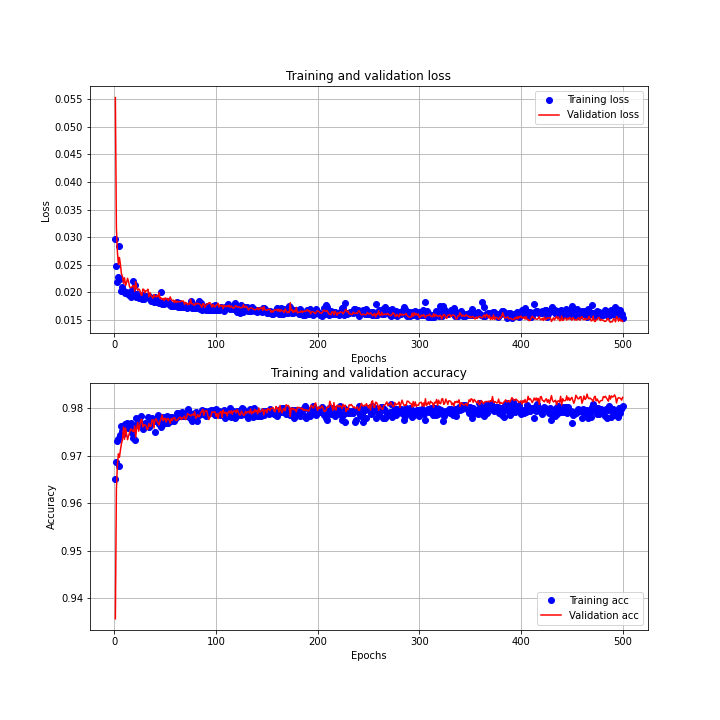 Training and validation loss
0.055
0.050
0.045
0.040
0.035
0.030
0.025
0.020
0.015
Loss
Training loss
Validation loss
0 100 200 300 400 500
Epochs
Training and validation accuracy
0.98
0.97
0.96
0.95
0.94
Accuracy
Training acc
Validation acc
0 100 200 300 400 500
Epochs